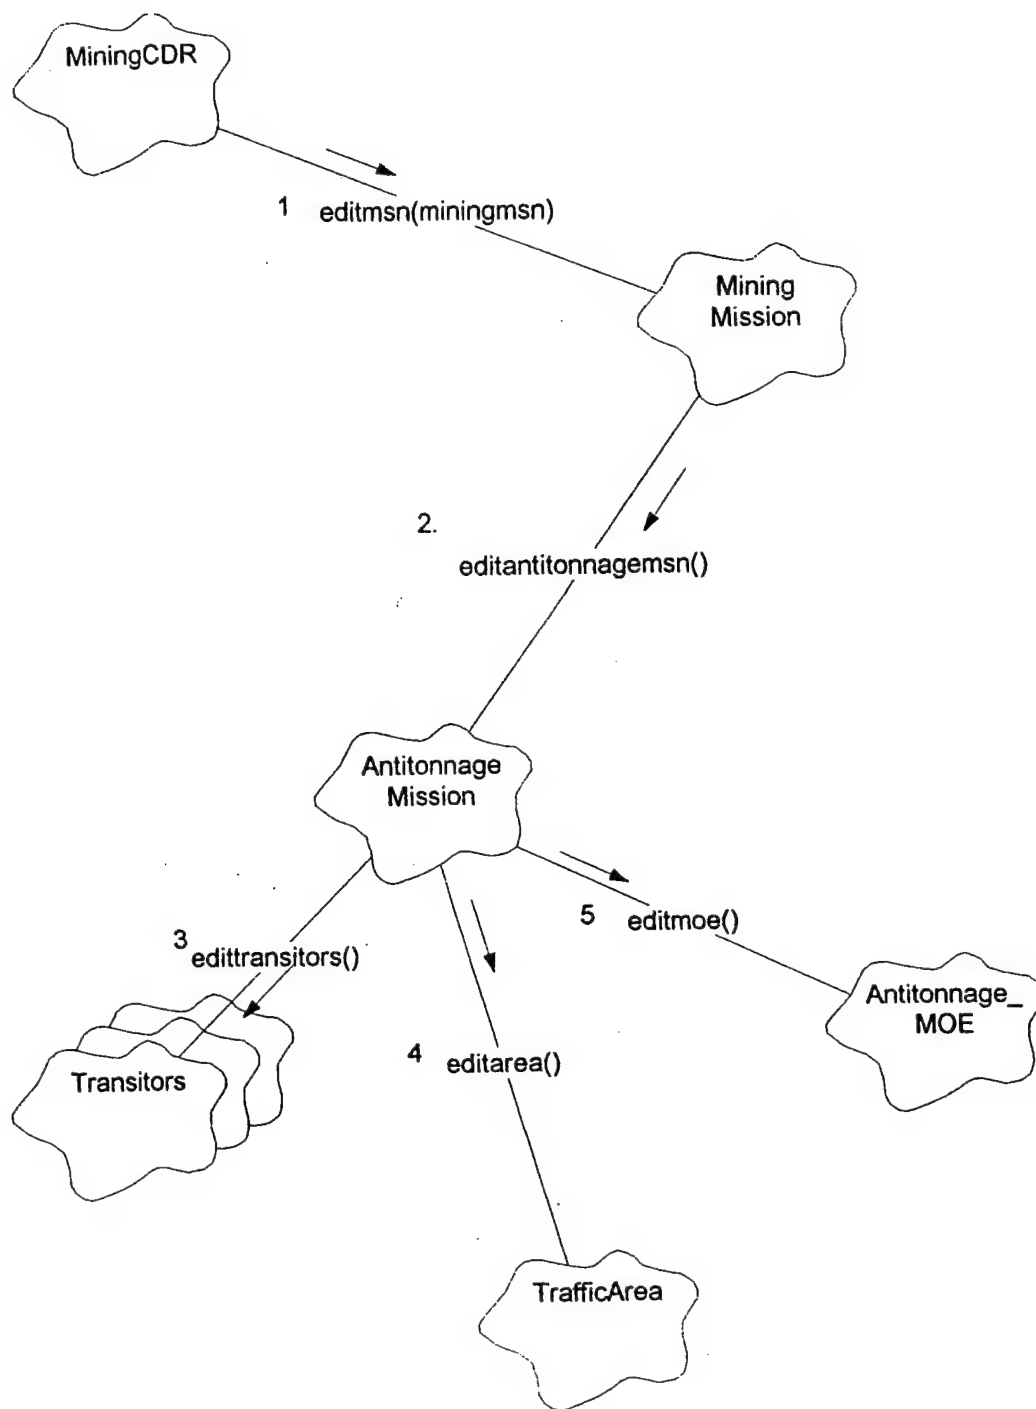 MiningCDR
1 editmsn(miningmsn)
Mining
Mission
2.
editantitonnagemsn()
Antitonnage
Mission
5 editmoe()
3
edittransitors()
Antitonnage_
MOE
4 editarea()
Transitors
TrafficArea